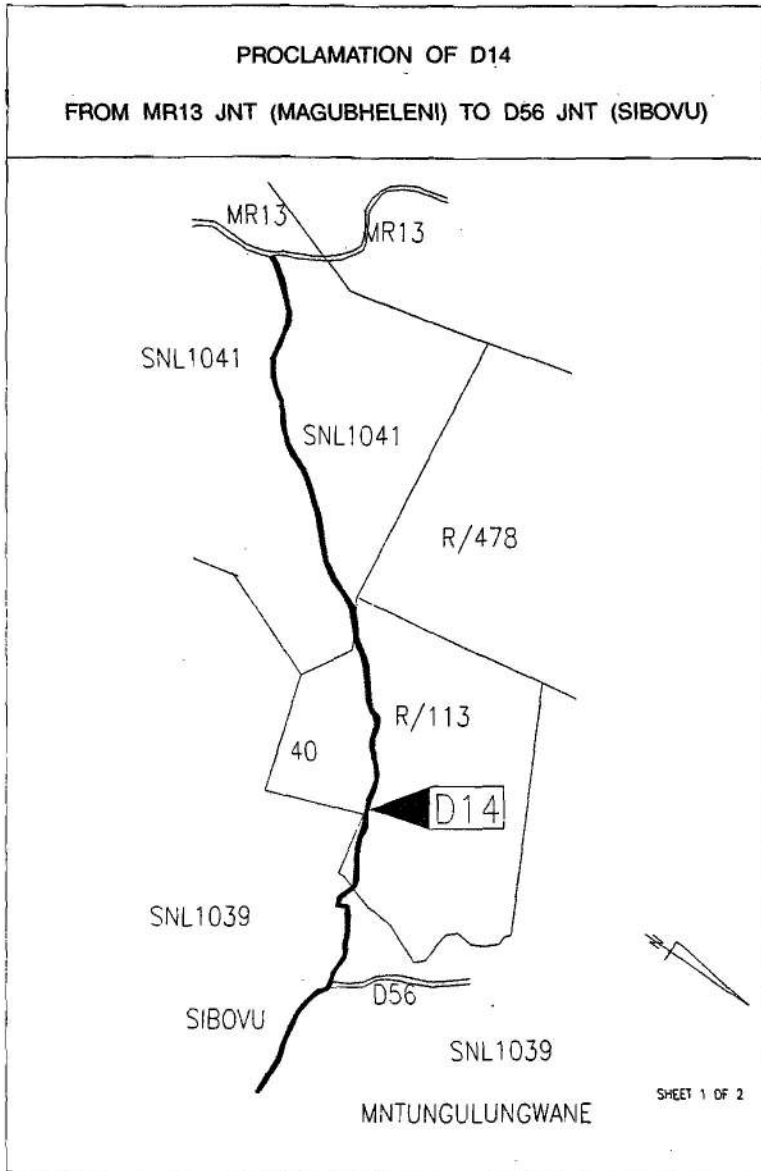 PROCLAMATION OF D14
FROM MR13 JNT (MAGUBHELENI) TO D56 JNT (SIBOVU)
MR13
MR13
SNL1041
SNL1041
R/478
R/113
40
D14
SNL1039
N
D56
SIBOVU
SNL1039
SHEET 1 OF 2
MNTUNGULUNGWANE